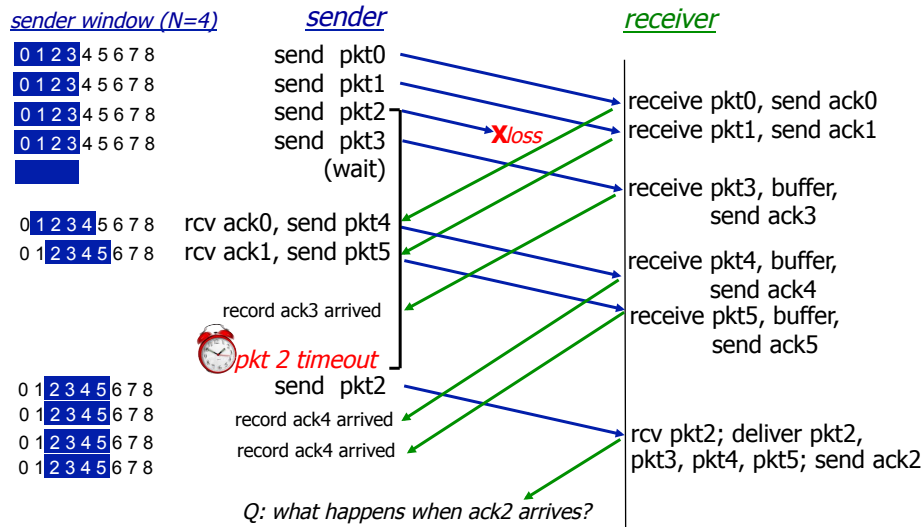 sender window (N=4)
sender
receiver
0 1 2 3 4 5 6 7 8
send pkt0
0 1 2 3 4 5 6 7 8
send pkt1
0 1 2 3 4 5 6 7 8
send pkt2
0 1 2 3 4 5 6 7 8
send pkt3
(wait)
X loss
receive pkt0, send ack0
receive pkt1, send ack1
receive pkt3, buffer,
send ack3
0 1 2 3 4 5 6 7 8
rcv ack0, send pkt4
0 1 2 3 4 5 6 7 8
rcv ack1, send pkt5
receive pkt4, buffer,
send ack4
record ack3 arrived
receive pkt5, buffer,
send ack5
pkt 2 timeout
0 1 2 3 4 5 6 7 8
send pkt2
0 1 2 3 4 5 6 7 8
record ack4 arrived
0 1 2 3 4 5 6 7 8
record ack4 arrived
0 1 2 3 4 5 6 7 8
rcv pkt2; deliver pkt2,
pkt3, pkt4, pkt5; send ack2
Q: what happens when ack2 arrives?